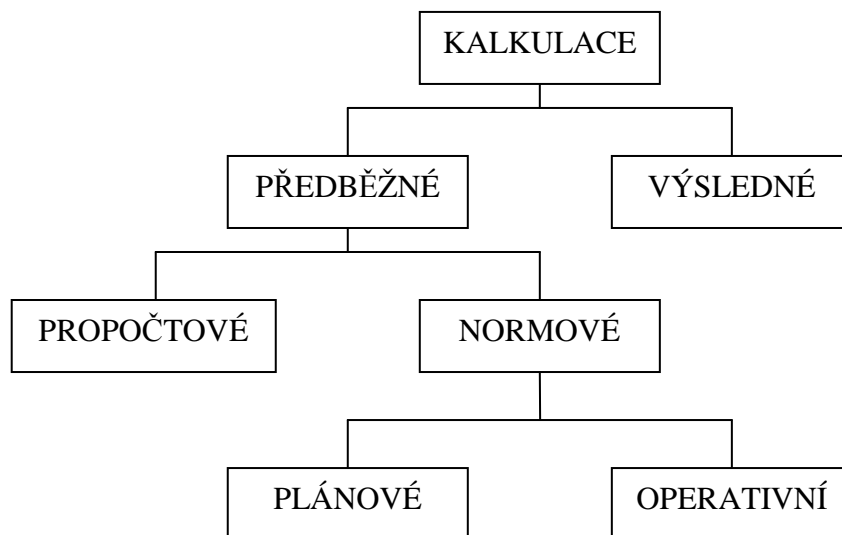 KALKULACE
PŘEDBĚŽNÉ
VÝSLEDNÉ
PROPOČTOVÉ
NORMOVÉ
PLÁNOVÉ
OPERATIVNÍ